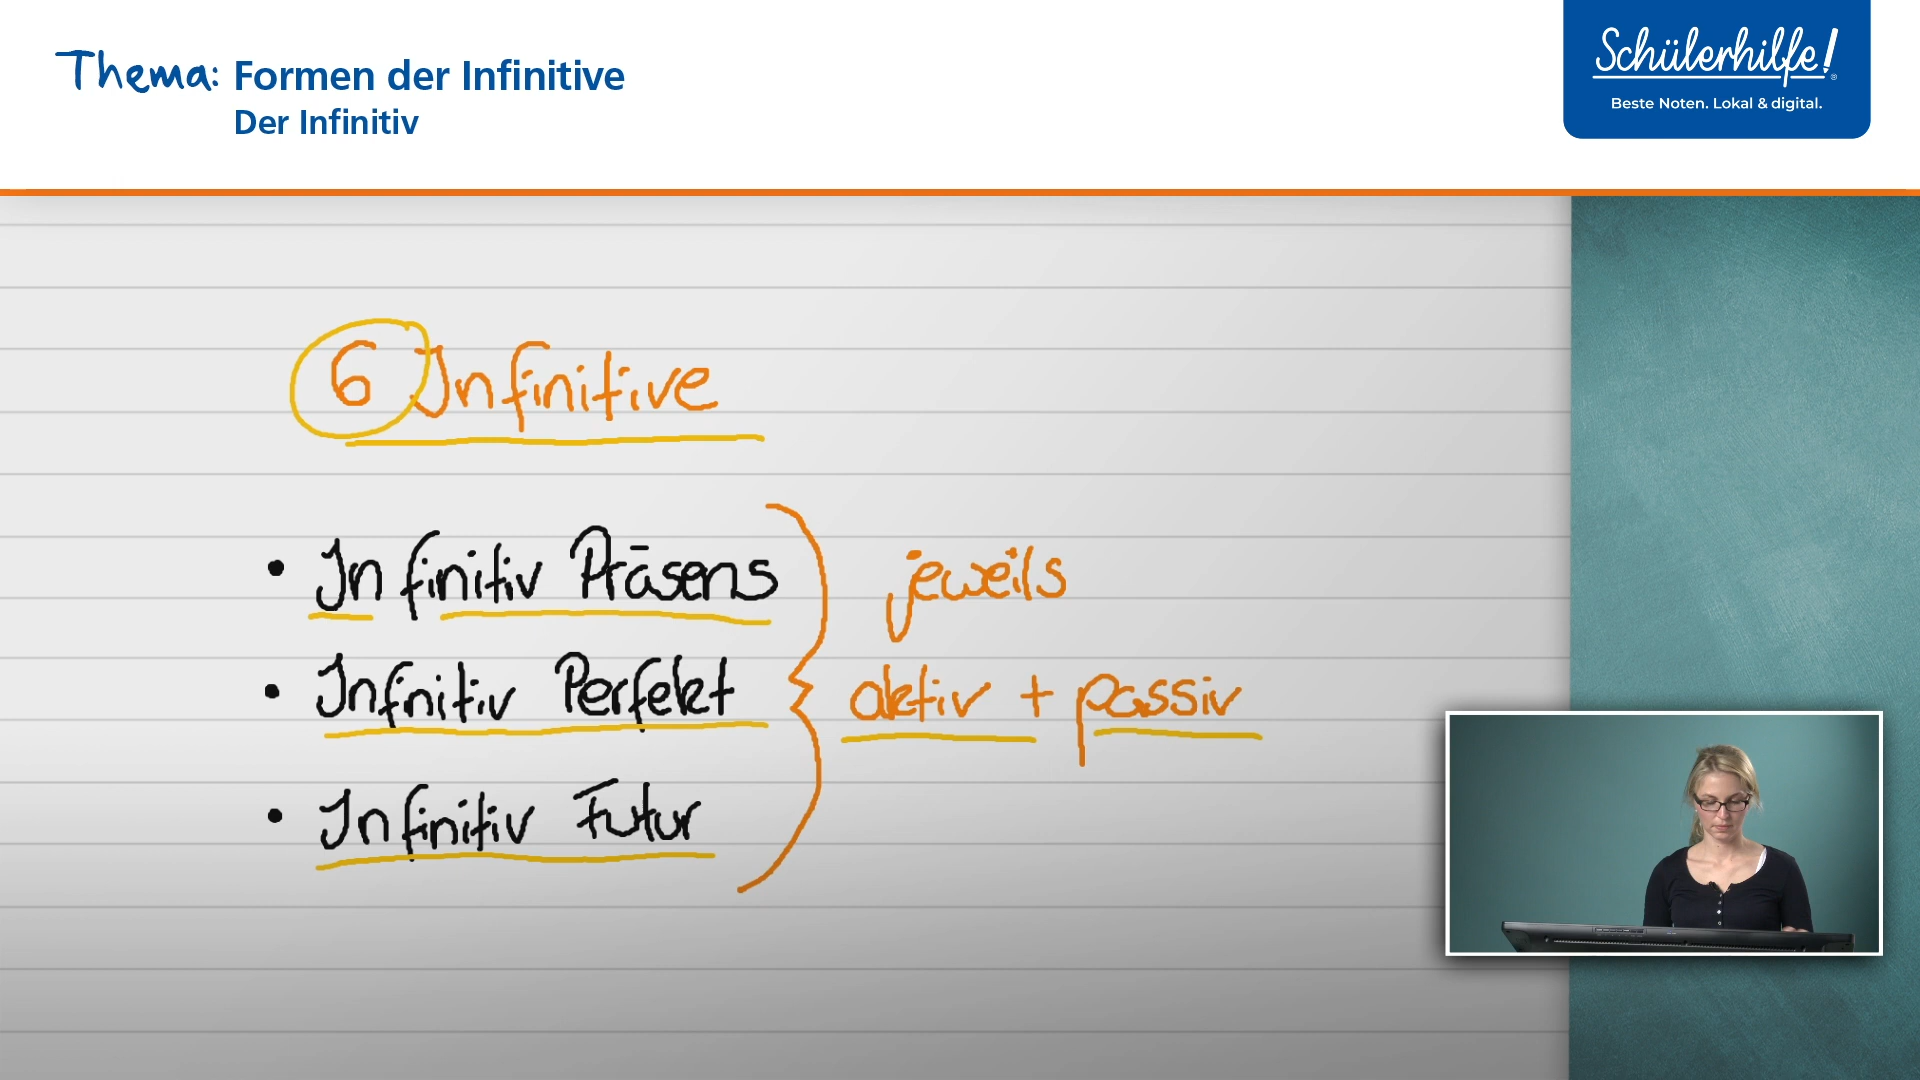 Thema: Formen der Infinitive
Der Infinitiv
Schülerhilfe!
®
Beste Noten. Lokal & digital.
6 Infinitive
• Infinitiv Präsens
• Infinitiv Perfekt
• Infinitiv Futur
jeweils
aktiv + passiv